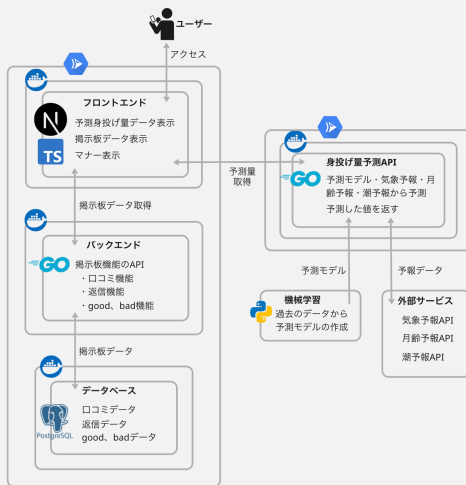 ユーザー
アクセス
フロントエンド
予測身投げ量データ表示
掲示板データ表示
マナー表示
TS
掲示板データ取得
バックエンド
GO
掲示板機能のAPI
・口コミ機能
・返信機能
・good、bad機能
掲示板データ
データベース
口コミデータ
返信データ
good、badデータ
PostgreSQL
予測量
取得
身投げ量予測API
GO
予測モデル・気象予報・月
齢予報・潮予報から予測
予測した値を返す
予測モデル
予報データ
機械学習
過去のデータから
予測モデルの作成
外部サービス
気象予報API
月齢予報API
潮予報API